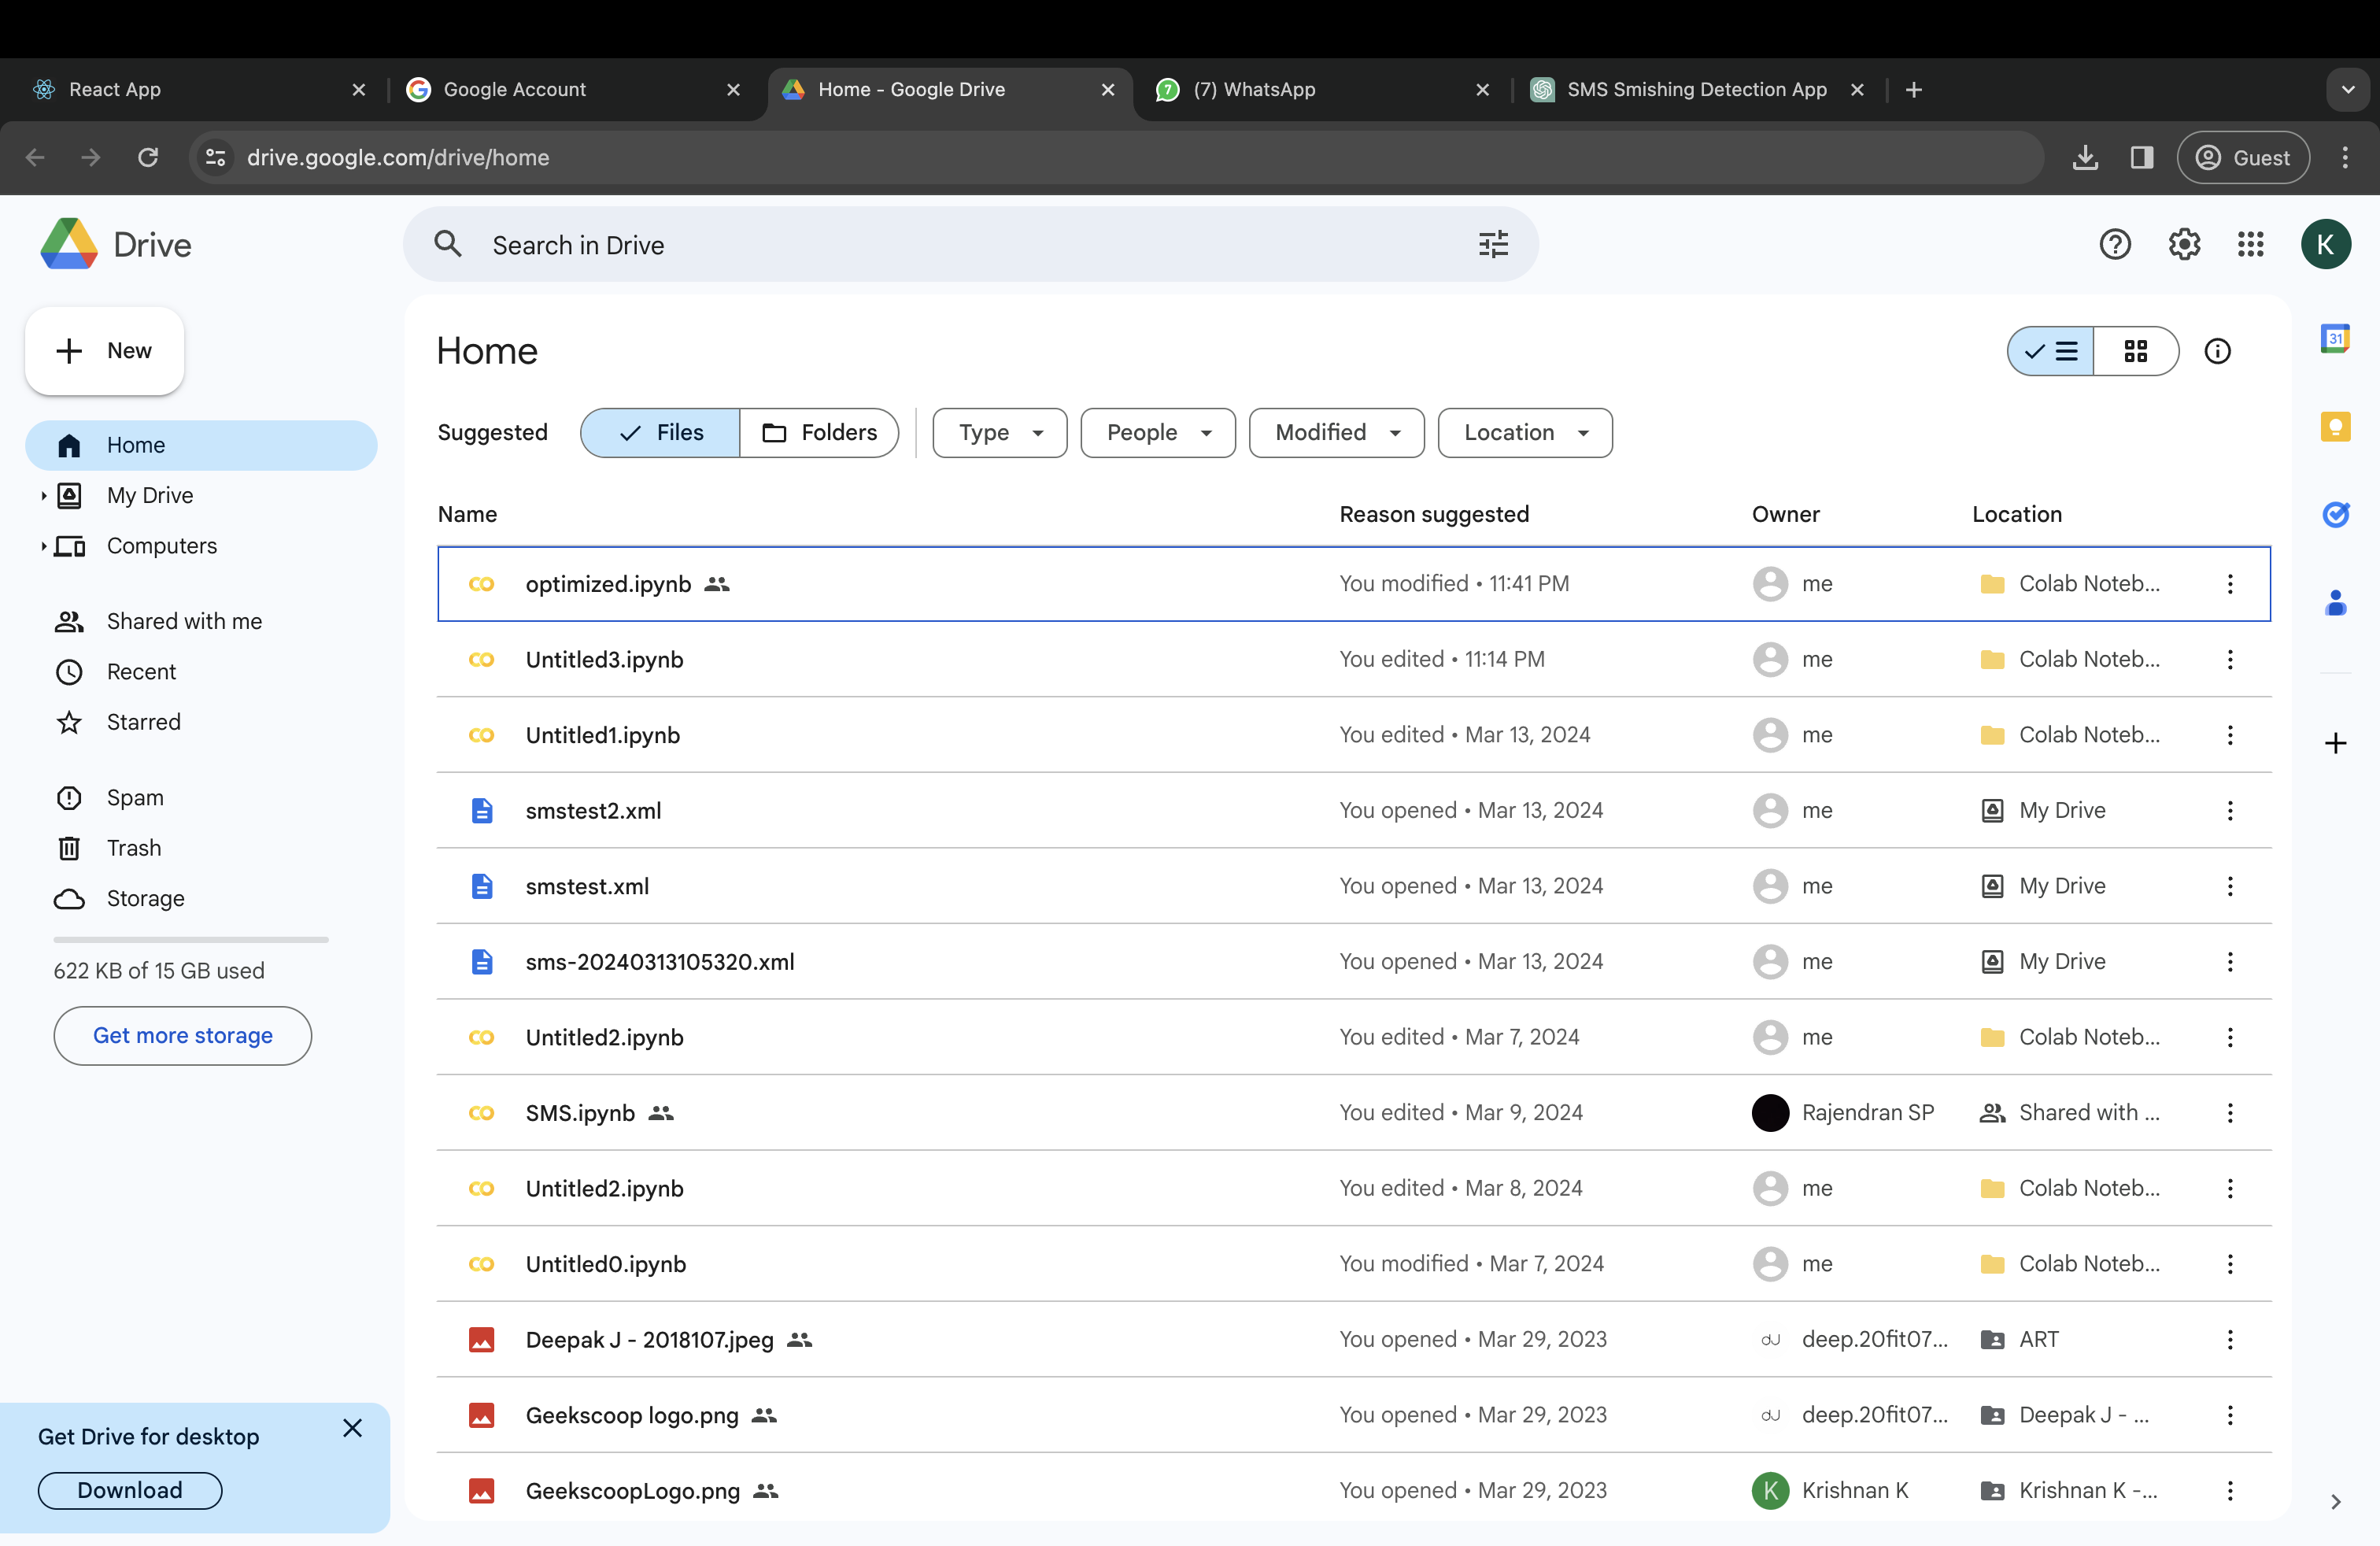 React App
Google Account
Home - Google Drive
7
(7) WhatsApp
SMS Smishing Detection App
drive.google.com/drive/home
Guest
Drive
Search in Drive
K
New
Home
My Drive
Computers
Shared with me
Recent
Starred
Spam
Trash
Storage
622 KB of 15 GB used
Get more storage
Get Drive for desktop
Download
Home
Suggested
Files
Folders
Type
People
Modified
Location
Name Reason suggested Owner Location
optimized.ipynb You modified • 11:41 PM me Colab Noteb...
Untitled3.ipynb You edited • 11:14 PM me Colab Noteb...
Untitled1.ipynb You edited • Mar 13, 2024 me Colab Noteb...
smstest2.xml You opened • Mar 13, 2024 me My Drive
smstest.xml You opened • Mar 13, 2024 me My Drive
sms-20240313105320.xml You opened • Mar 13, 2024 me My Drive
Untitled2.ipynb You edited • Mar 7, 2024 me Colab Noteb...
SMS.ipynb You edited • Mar 9, 2024 Rajendran SP Shared with ...
Untitled2.ipynb You edited • Mar 8, 2024 me Colab Noteb...
Untitled0.ipynb You modified • Mar 7, 2024 me Colab Noteb...
Deepak J - 2018107.jpeg You opened • Mar 29, 2023 dJ deep.20fit07... ART
Geekscoop logo.png You opened • Mar 29, 2023 dJ deep.20fit07... Deepak J - ...
GeekscoopLogo.png You opened • Mar 29, 2023 K Krishnan K Krishnan K -...
31